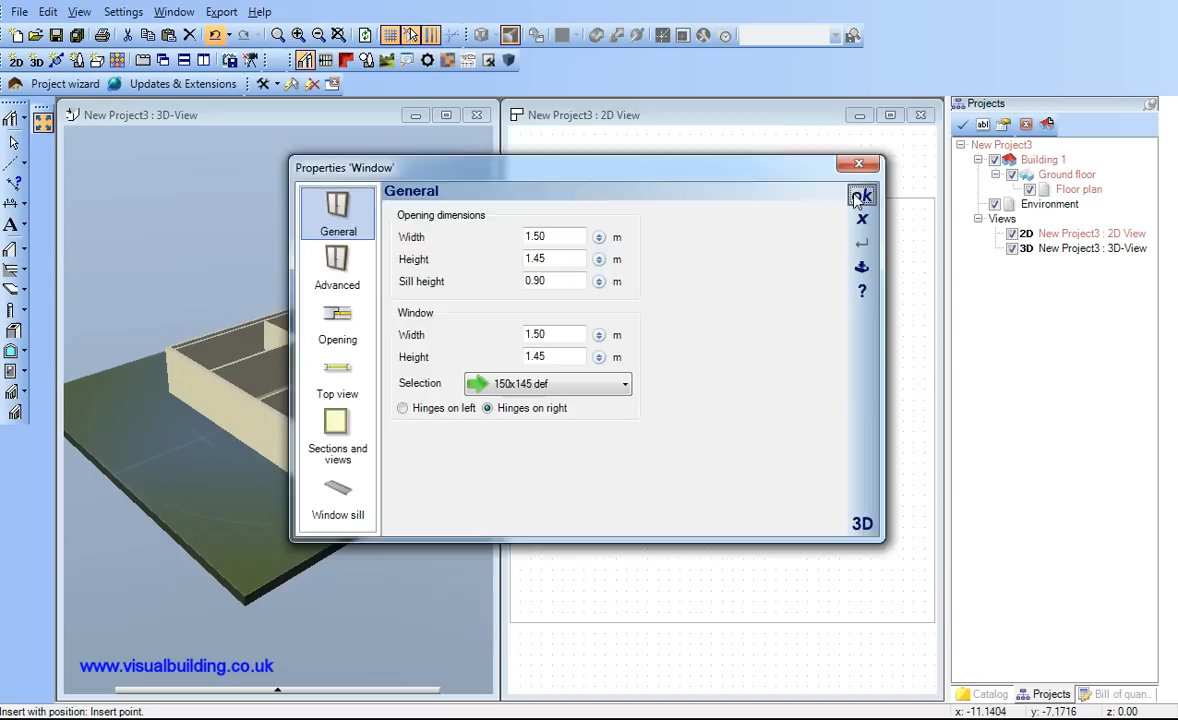 File Edit View Settings Window Export Help
2D 3D
Project wizard Updates & Extensions
New Project3 : 3D-View
New Project3 : 2D View
Projects
abl
New Project3
Building 1
Ground floor
Floor plan
Environment
Views
2D New Project3 : 2D View
3D New Project3 : 3D-View
Properties 'Window'
General
Advanced
Opening
Top view
Sections and
views
Window sill
General
Opening dimensions
Width 1.50 m
Height 1.45 m
Sill height 0.90 m
Window
Width 1.50 m
Height 1.45 m
Selection 150x145 def
Hinges on left Hinges on right
ok
x
?
3D
A
www.visualbuilding.co.uk
Catalog Projects Bill of quan..
Insert with position: Insert point.
x: -11.1404 y: -7.1716 z: 0.00